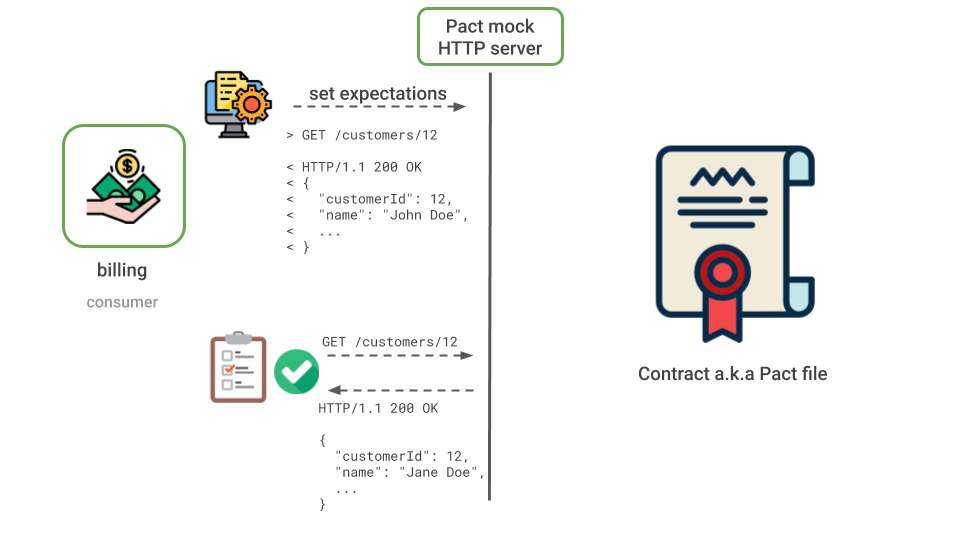 Pact mock
HTTP server
set expectations
> GET /customers/12
< HTTP/1.1 200 OK
< {
<   "customerId": 12,
<   "name": "John Doe",
<   ...
< }
billing
consumer
GET /customers/12
HTTP/1.1 200 OK
{
  "customerId": 12,
  "name": "Jane Doe",
  ...
}
Contract a.k.a Pact file